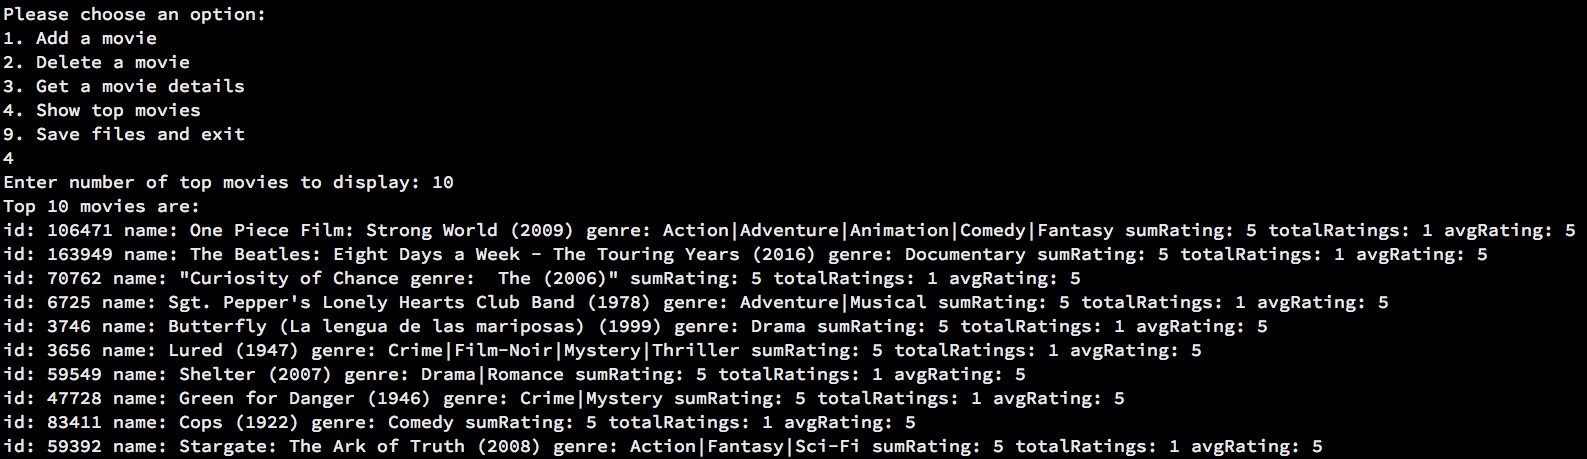 Please choose an option:
1. Add a movie
2. Delete a movie
3. Get a movie details
4. Show top movies
9. Save files and exit
4
Enter number of top movies to display: 10
Top 10 movies are:
id: 106471 name: One Piece Film: Strong World (2009) genre: Action|Adventure|Animation|Comedy|Fantasy sumRating: 5 totalRatings: 1 avgRating: 5
id: 163949 name: The Beatles: Eight Days a Week - The Touring Years (2016) genre: Documentary sumRating: 5 totalRatings: 1 avgRating: 5
id: 70762 name: "Curiosity of Chance genre:  The (2006)" sumRating: 5 totalRatings: 1 avgRating: 5
id: 6725 name: Sgt. Pepper's Lonely Hearts Club Band (1978) genre: Adventure|Musical sumRating: 5 totalRatings: 1 avgRating: 5
id: 3746 name: Butterfly (La lengua de las mariposas) (1999) genre: Drama sumRating: 5 totalRatings: 1 avgRating: 5
id: 3656 name: Lured (1947) genre: Crime|Film-Noir|Mystery|Thriller sumRating: 5 totalRatings: 1 avgRating: 5
id: 59549 name: Shelter (2007) genre: Drama|Romance sumRating: 5 totalRatings: 1 avgRating: 5
id: 47728 name: Green for Danger (1946) genre: Crime|Mystery sumRating: 5 totalRatings: 1 avgRating: 5
id: 83411 name: Cops (1922) genre: Comedy sumRating: 5 totalRatings: 1 avgRating: 5
id: 59392 name: Stargate: The Ark of Truth (2008) genre: Action|Fantasy|Sci-Fi sumRating: 5 totalRatings: 1 avgRating: 5